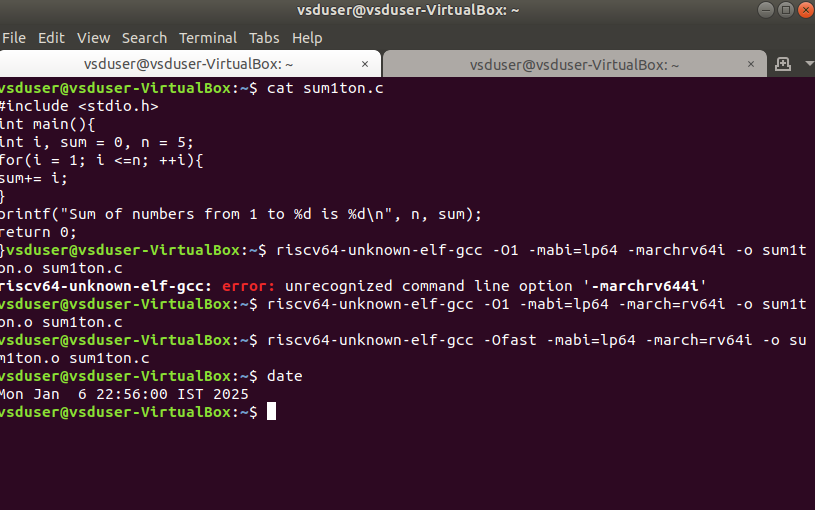 vsduser@vsduser-VirtualBox: ~
File Edit View Search Terminal Tabs Help
vsduser@vsduser-VirtualBox: ~ × vsduser@vsduser-VirtualBox: ~ ×
vsduser@vsduser-VirtualBox:~$ cat sum1ton.c
#include <stdio.h>
int main(){
int i, sum = 0, n = 5;
for(i = 1; i <=n; ++i){
sum+= i;
}
printf("Sum of numbers from 1 to %d is %d\n", n, sum);
return 0;
}vsduser@vsduser-VirtualBox:~$ riscv64-unknown-elf-gcc -O1 -mabi=lp64 -marchrv64i -o sum1t
on.o sum1ton.c
riscv64-unknown-elf-gcc: error: unrecognized command line option '-marchrv644i'
vsduser@vsduser-VirtualBox:~$ riscv64-unknown-elf-gcc -O1 -mabi=lp64 -march=rv64i -o sum1t
on.o sum1ton.c
vsduser@vsduser-VirtualBox:~$ riscv64-unknown-elf-gcc -Ofast -mabi=lp64 -march=rv64i -o su
m1ton.o sum1ton.c
vsduser@vsduser-VirtualBox:~$ date
Mon Jan  6 22:56:00 IST 2025
vsduser@vsduser-VirtualBox:~$